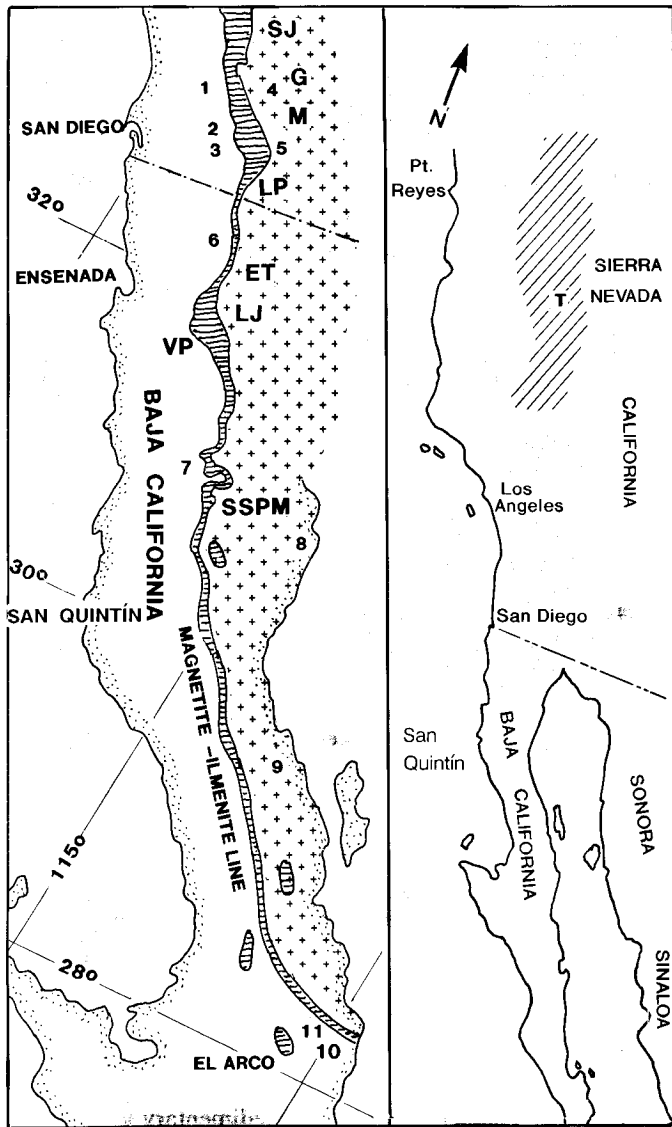 SJ
G
1
4
M
SAN DIEGO
2
3
5
LP
32º
6
ENSENADA
ET
LJ
VP
BAJA CALIFORNIA
7
SSPM
8
30º
SAN QUINTÍN
MAGNETITE -ILMENITE LINE
9
115º
28º
11
EL ARCO
10
N
Pt.
Reyes
SIERRA
T
NEVADA
CALIFORNIA
Los
Angeles
San Diego
San
Quintín
BAJA
CALIFORNIA
SONORA
SINALOA